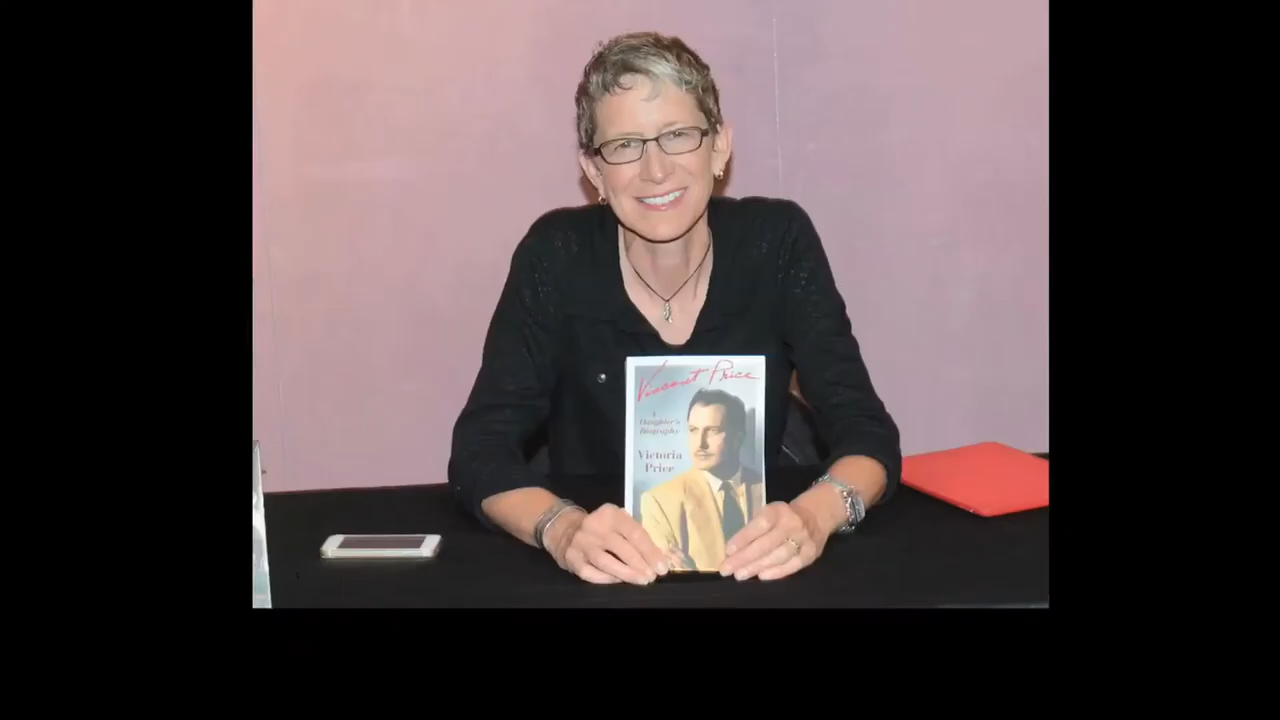 Vincent Price
A
Daughter's
Biography
Victoria
Price